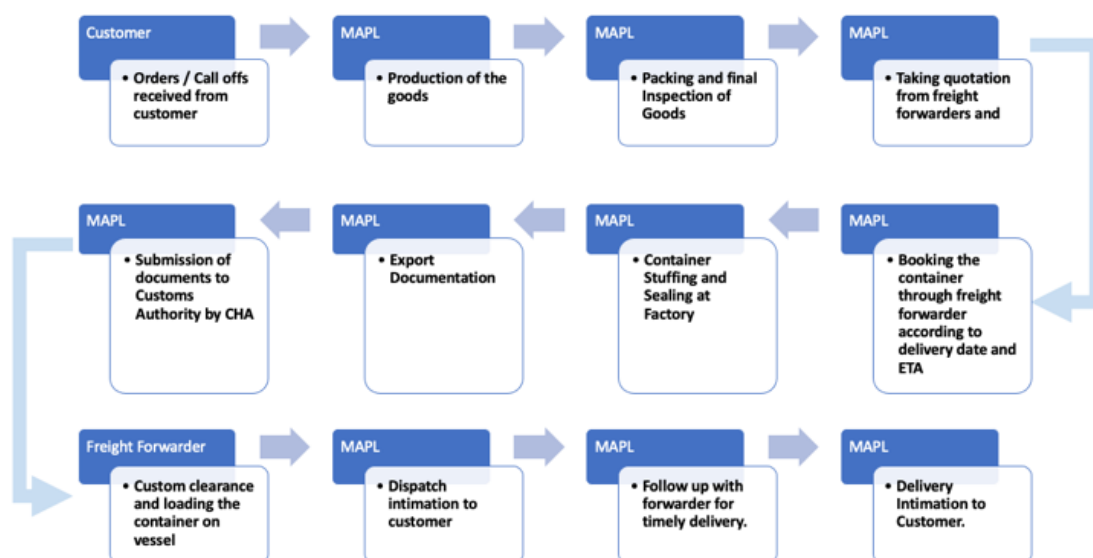 Customer
• Orders / Call offs
received from
customer
MAPL
• Production of the
goods
MAPL
• Packing and final
Inspection of
Goods
MAPL
• Taking quotation
from freight
forwarders and
MAPL
• Booking the
container
through freight
forwarder
according to
delivery date and
ETA
MAPL
• Container
Stuffing and
Sealing at
Factory
MAPL
• Export
Documentation
MAPL
• Submission of
documents to
Customs
Authority by CHA
Freight Forwarder
• Custom clearance
and loading the
container on
vessel
MAPL
• Dispatch
intimation to
customer
MAPL
• Follow up with
forwarder for
timely delivery.
MAPL
• Delivery
Intimation to
Customer.